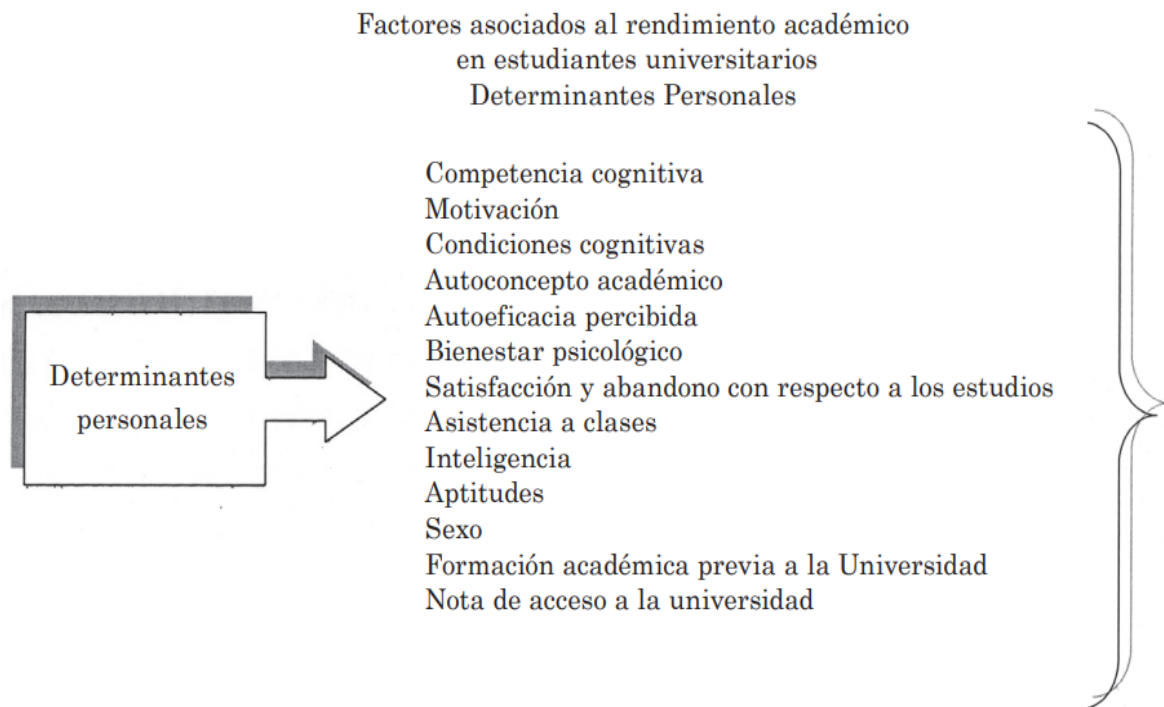 Factores asociados al rendimiento académico
en estudiantes universitarios
Determinantes Personales
Determinantes
personales
Competencia cognitiva
Motivación
Condiciones cognitivas
Autoconcepto académico
Autoeficacia percibida
Bienestar psicológico
Satisfacción y abandono con respecto a los estudios
Asistencia a clases
Inteligencia
Aptitudes
Sexo
Formación académica previa a la Universidad
Nota de acceso a la universidad